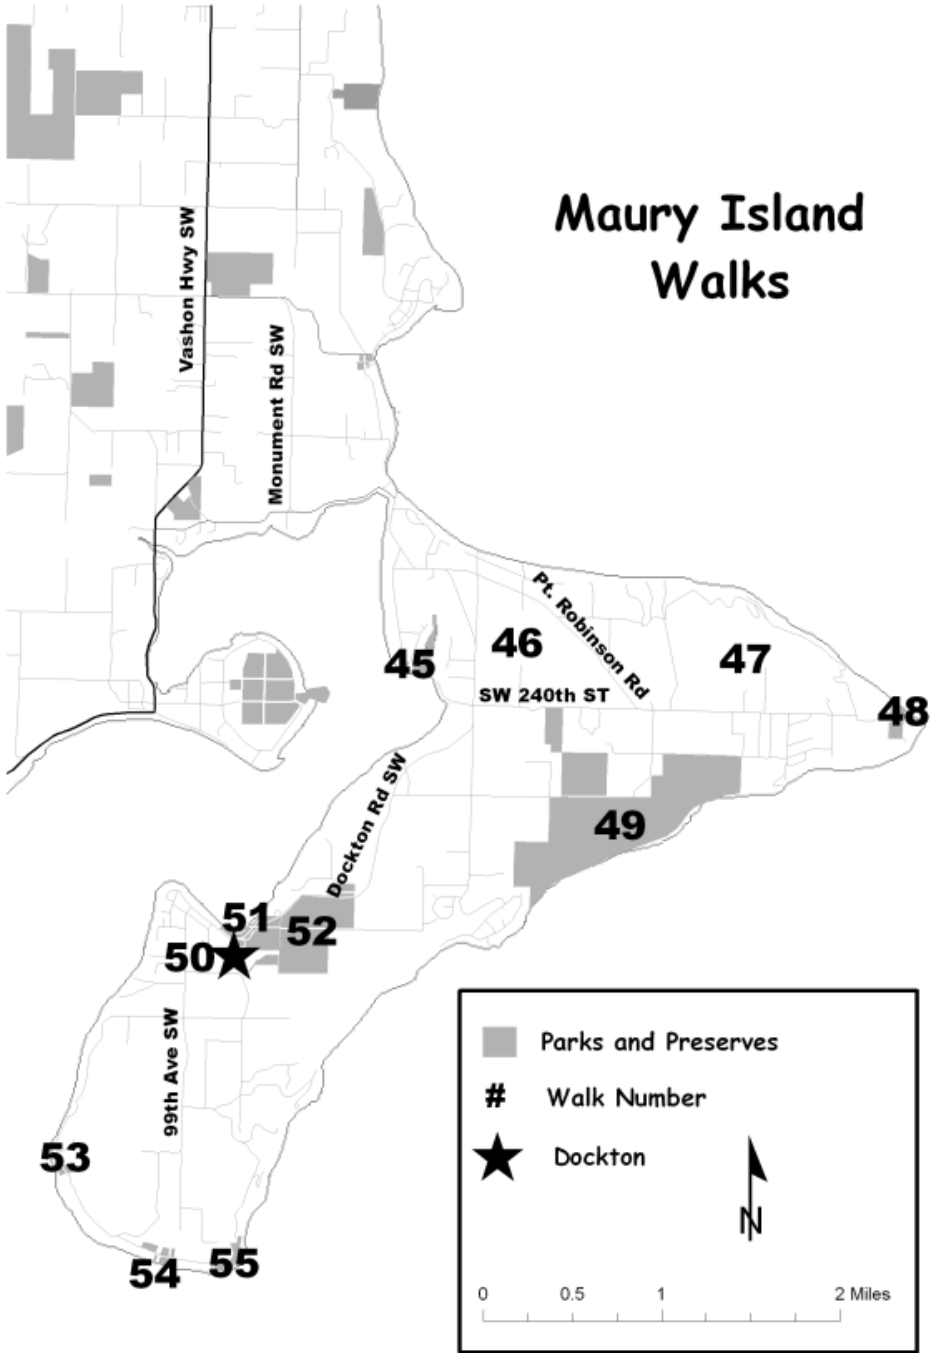 Maury Island
Walks
Vashon Hwy SW
Monument Rd SW
Pt. Robinson Rd
45
46
47
SW 240th ST
48
Dockton Rd SW
49
51
52
50
99th Ave SW
53
54
55
Parks and Preserves
# Walk Number
Dockton
N
0 0.5 1 2 Miles